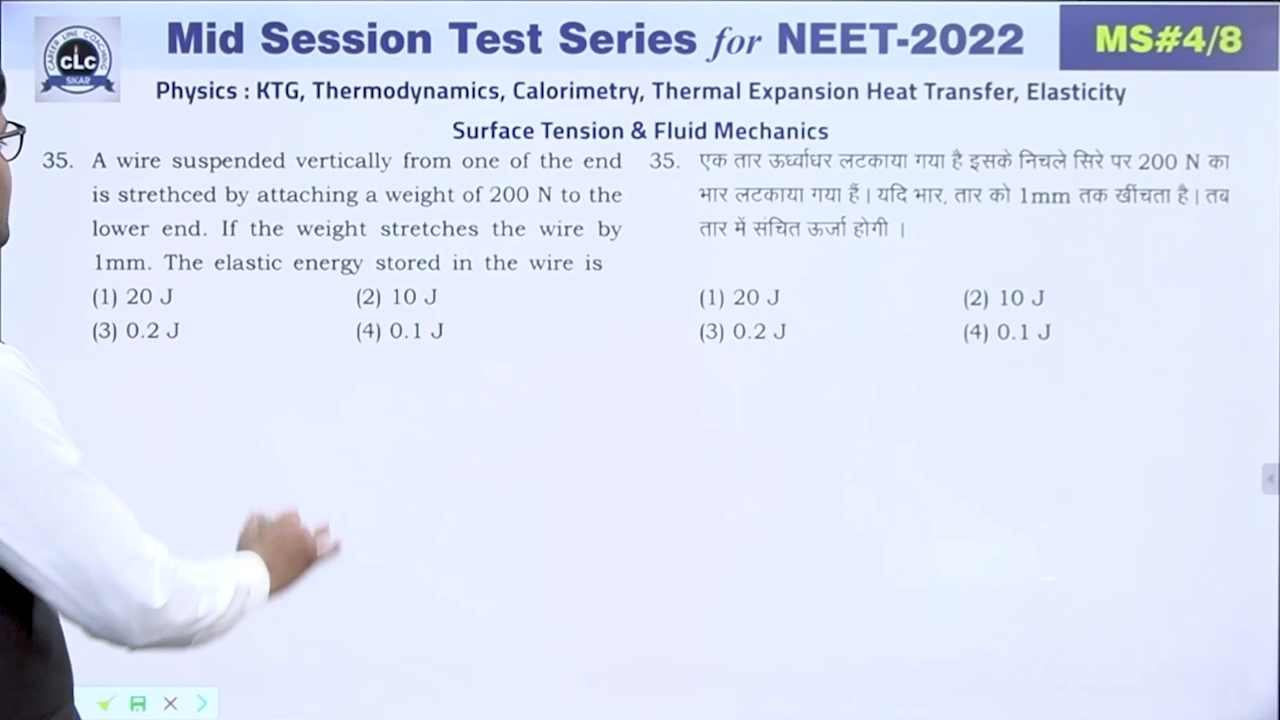 CAREER LINE COACHING
CLC
SIKAR
Mid Session Test Series for NEET-2022
MS#4/8
Physics : KTG, Thermodynamics, Calorimetry, Thermal Expansion Heat Transfer, Elasticity
Surface Tension & Fluid Mechanics
35. A wire suspended vertically from one of the end
is strethced by attaching a weight of 200 N to the
lower end. If the weight stretches the wire by
1mm. The elastic energy stored in the wire is
(1) 20 J (2) 10 J
(3) 0.2 J (4) 0.1 J
35. एक तार ऊर्ध्वाधर लटकाया गया है इसके निचले सिरे पर 200 N का
भार लटकाया गया हैं। यदि भार, तार को 1mm तक खींचता है। तब
तार में संचित ऊर्जा होगी ।
(1) 20 J (2) 10 J
(3) 0.2 J (4) 0.1 J